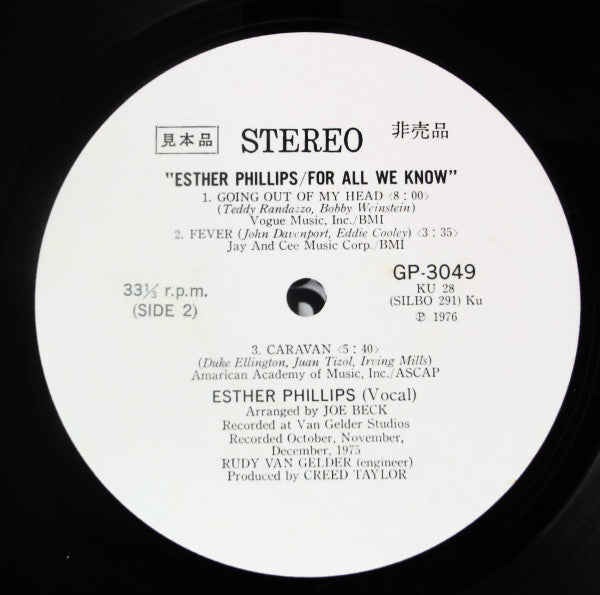 見本品 STEREO 非売品
"ESTHER PHILLIPS/FOR ALL WE KNOW"
1. GOING OUT OF MY HEAD <8:00>
(Teddy Randazzo, Bobby Weinstein)
Vogue Music, Inc./BMI
2. FEVER (John Davenport, Eddie Cooley) <3:35>
Jay And Cee Music Corp./BMI
33⅓ r.p.m.
(SIDE 2)
GP-3049
KU 28
(SILBO 291) Ku
℗ 1976
3. CARAVAN <5:40>
(Duke Ellington, Juan Tizol, Irving Mills)
Amarican Academy of Music, Inc./ASCAP
ESTHER PHILLIPS (Vocal)
Arranged by JOE BECK
Recorded at Van Gelder Studios
Recorded October, November,
December, 1975
RUDY VAN GELDER (engineer)
Produced by CREED TAYLOR